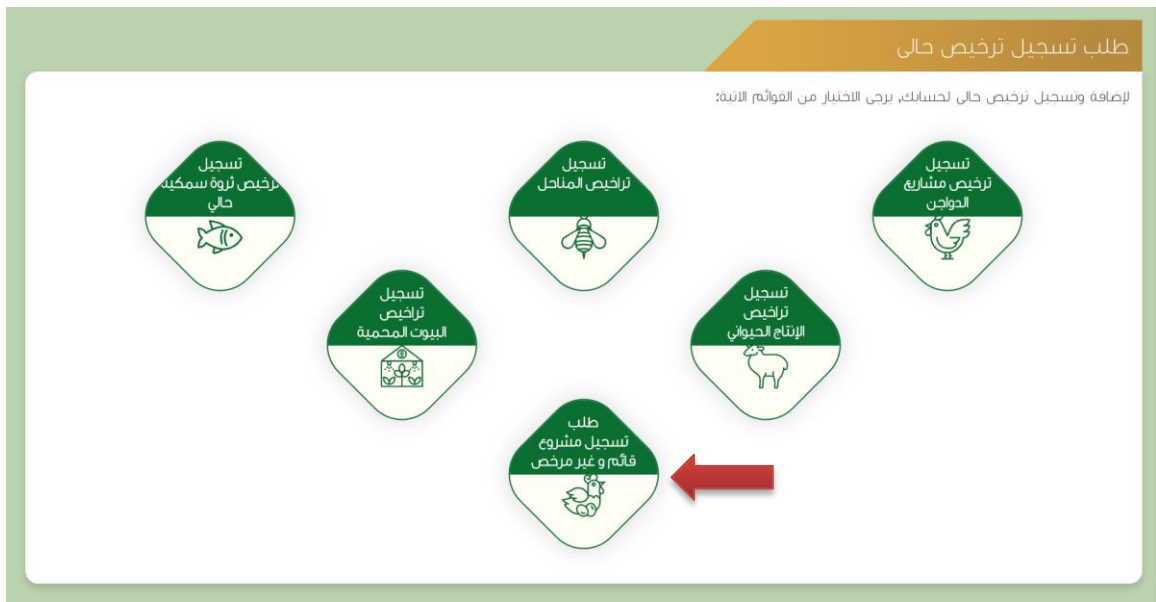 طلب تسجيل ترخيص حالى
لإضافة وتسجيل ترخيص حالى لحسابك, يرجى الاختيار من القوائم الاتية:
تسجيل
ترخيص مشاريع
الدواجن
تسجيل
تراخيص المناحل
تسجيل
ترخيص ثروة سمكية
حالي
تسجيل
تراخيص
الإنتاج الحيواني
تسجيل
تراخيص
البيوت المحمية
طلب
تسجيل مشروع
قائم و غير مرخص